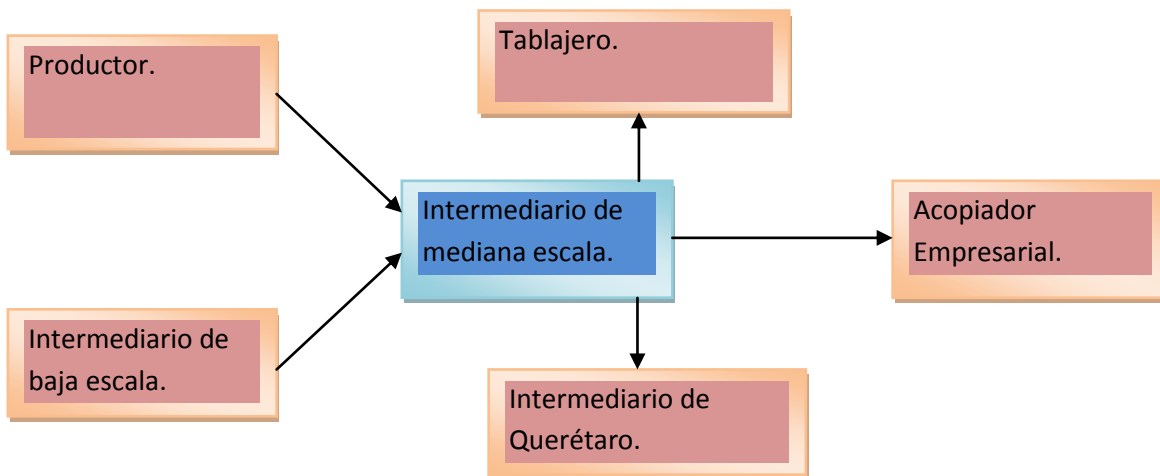 Productor.
Tablajero.
Intermediario de
mediana escala.
Acopiador
Empresarial.
Intermediario de
baja escala.
Intermediario de
Querétaro.